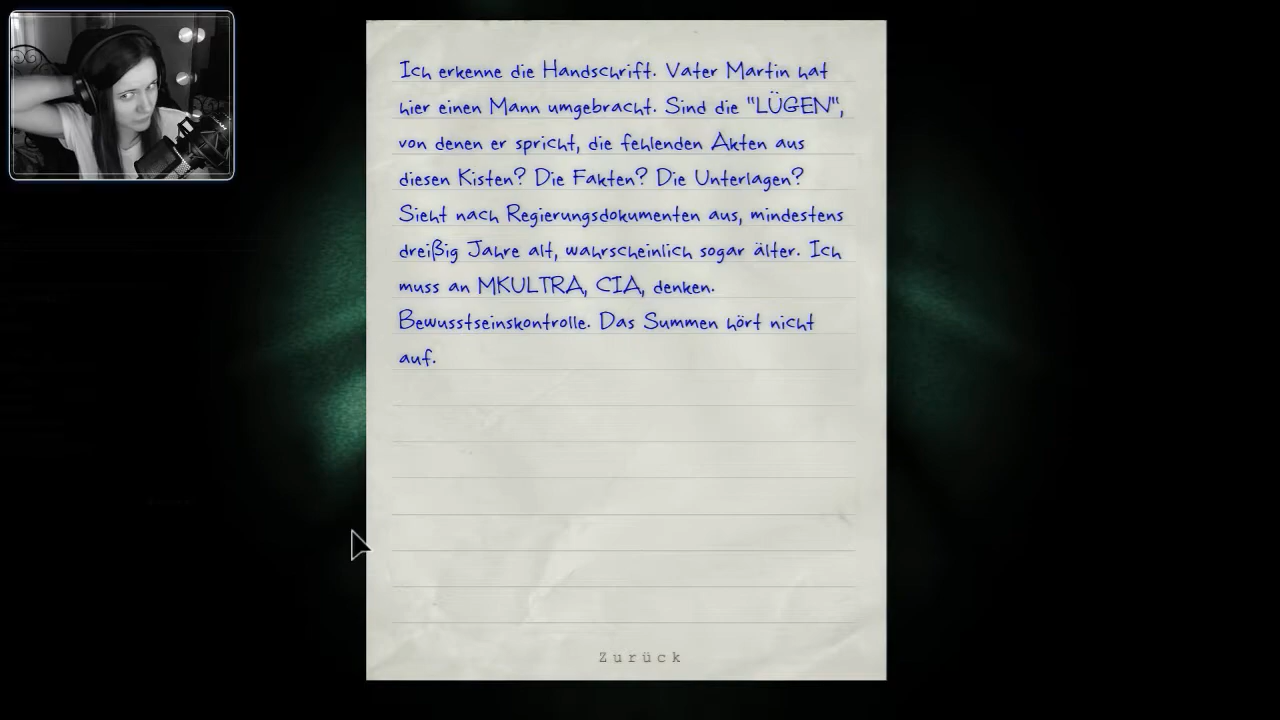 Ich erkenne die Handschrift. Vater Martin hat
hier einen Mann umgebracht. Sind die "LÜGEN",
von denen er spricht, die fehlenden Akten aus
diesen Kisten? Die Fakten? Die Unterlagen?
Sieht nach Regierungsdokumenten aus, mindestens
dreißig Jahre alt, wahrscheinlich sogar älter. Ich
muss an MKULTRA, CIA, denken.
Bewusstseinskontrolle. Das Summen hört nicht
auf.
Zurück